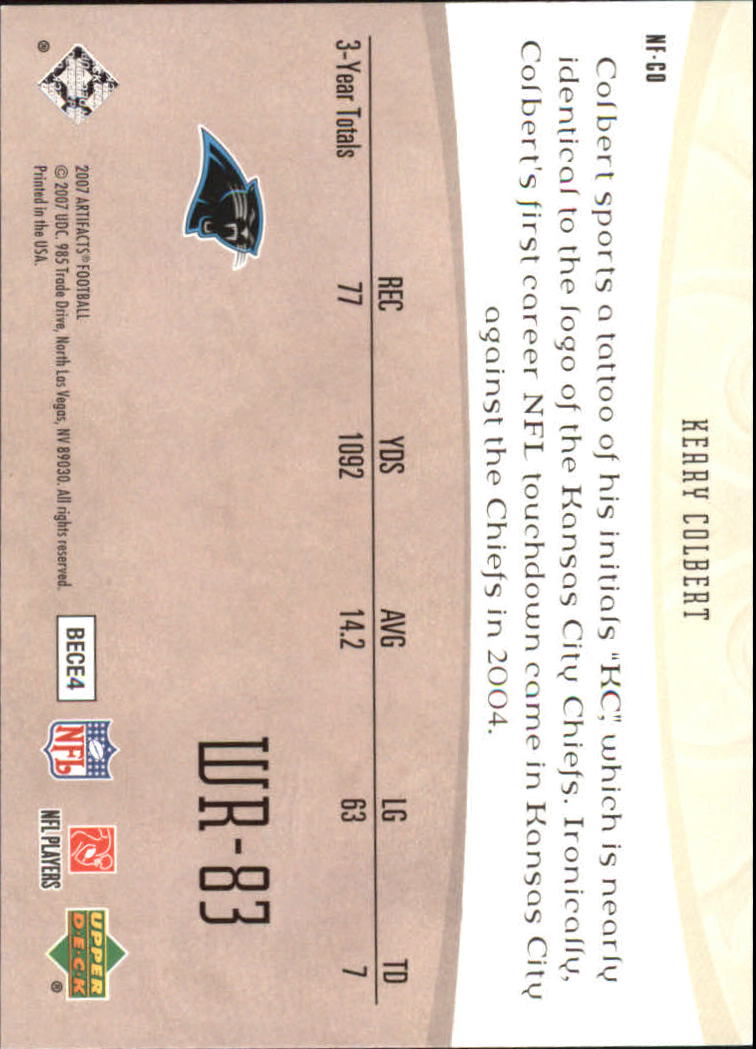 NF-CO
KEARY COLBERT
Colbert sports a tattoo of his initials "KC," which is nearly
identical to the logo of the Kansas City Chiefs. Ironically,
Colbert's first career NFL touchdown came in Kansas City
against the Chiefs in 2004.
REC YDS AVG LG TD
3-Year Totals 77 1092 14.2 63 7
WR-83
2007 ARTIFACTS® FOOTBALL
© 2007 UDC. 985 Trade Drive, North Las Vegas, NV 89030. All rights reserved.
Printed in the USA.
®
BECE4
NFL
NFL PLAYERS
UPPER
DECK
®